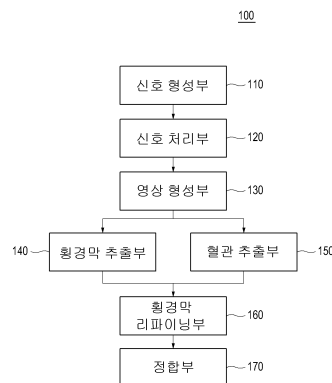 100
신호 형성부
110
신호 처리부
120
영상 형성부
130
140
횡경막 추출부
혈관 추출부
150
횡경막
리파이닝부
160
정합부
170